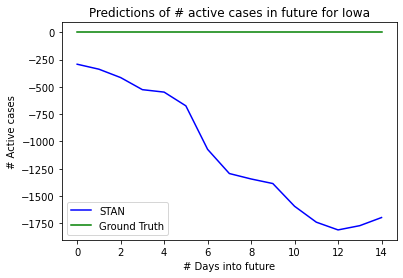 Predictions of # active cases in future for Iowa
# Active cases
0
−250
−500
−750
−1000
−1250
−1500
−1750
STAN
Ground Truth
0 2 4 6 8 10 12 14
# Days into future